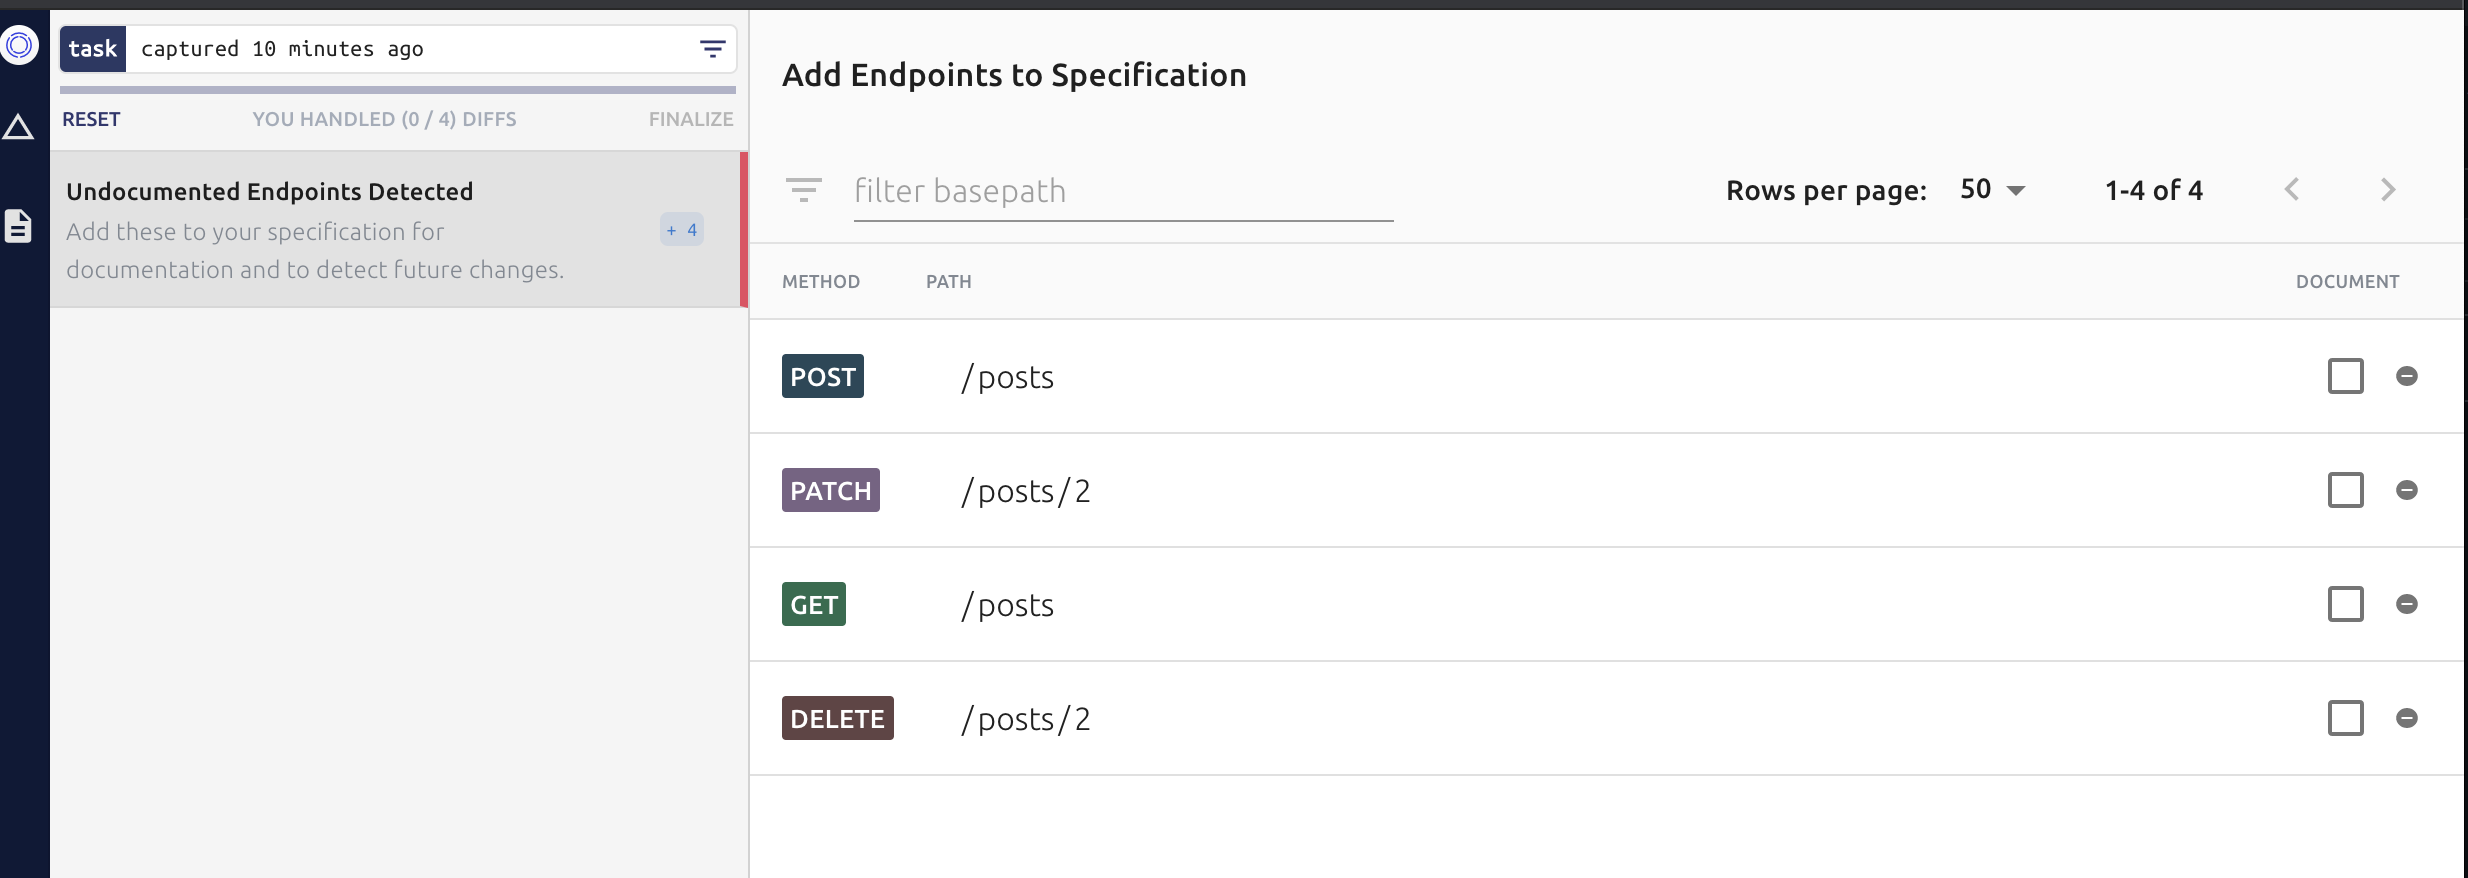 task captured 10 minutes ago
RESET YOU HANDLED (0 / 4) DIFFS FINALIZE
Undocumented Endpoints Detected
Add these to your specification for
documentation and to detect future changes.
+ 4
Add Endpoints to Specification
filter basepath Rows per page: 50 1-4 of 4
METHOD PATH DOCUMENT
POST /posts
PATCH /posts/2
GET /posts
DELETE /posts/2